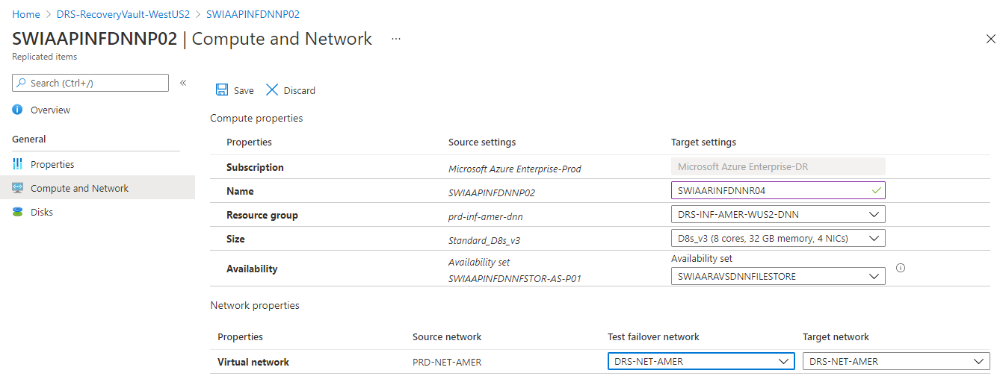 Home > DRS-RecoveryVault-WestUS2 > SWIAAPINFDNNP02
SWIAAPINFDNNP02 | Compute and Network ...
Replicated items
Search (Ctrl+/) «
Overview
General
Properties
Compute and Network
Disks
Save Discard
Compute properties
Properties Source settings Target settings
Subscription Microsoft Azure Enterprise-Prod Microsoft Azure Enterprise-DR
Name SWIAAPINFDNNP02 SWIAARINFDNNR04
Resource group prd-inf-amer-dnn DRS-INF-AMER-WUS2-DNN
Size Standard_D8s_v3 D8s_v3 (8 cores, 32 GB memory, 4 NICs)
Availability Availability set Availability set
SWIAAPINFDNNFSTOR-AS-P01 SWIAARAVSDNNFILESTORE
Network properties
Properties Source network Test failover network Target network
Virtual network PRD-NET-AMER DRS-NET-AMER DRS-NET-AMER